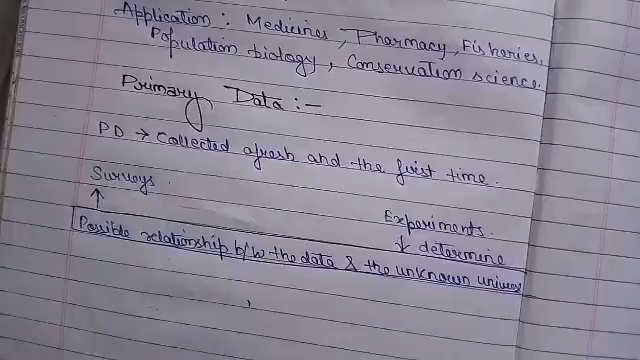 Application :- Medicines, Pharmacy, Fisheries,
Population biology, Conservation science.
Primary Data :-
PD → Collected afresh and the first time.
Surveys.
↑
Experiments.
↓ determine
Possible relationship b/w the data & the unknown